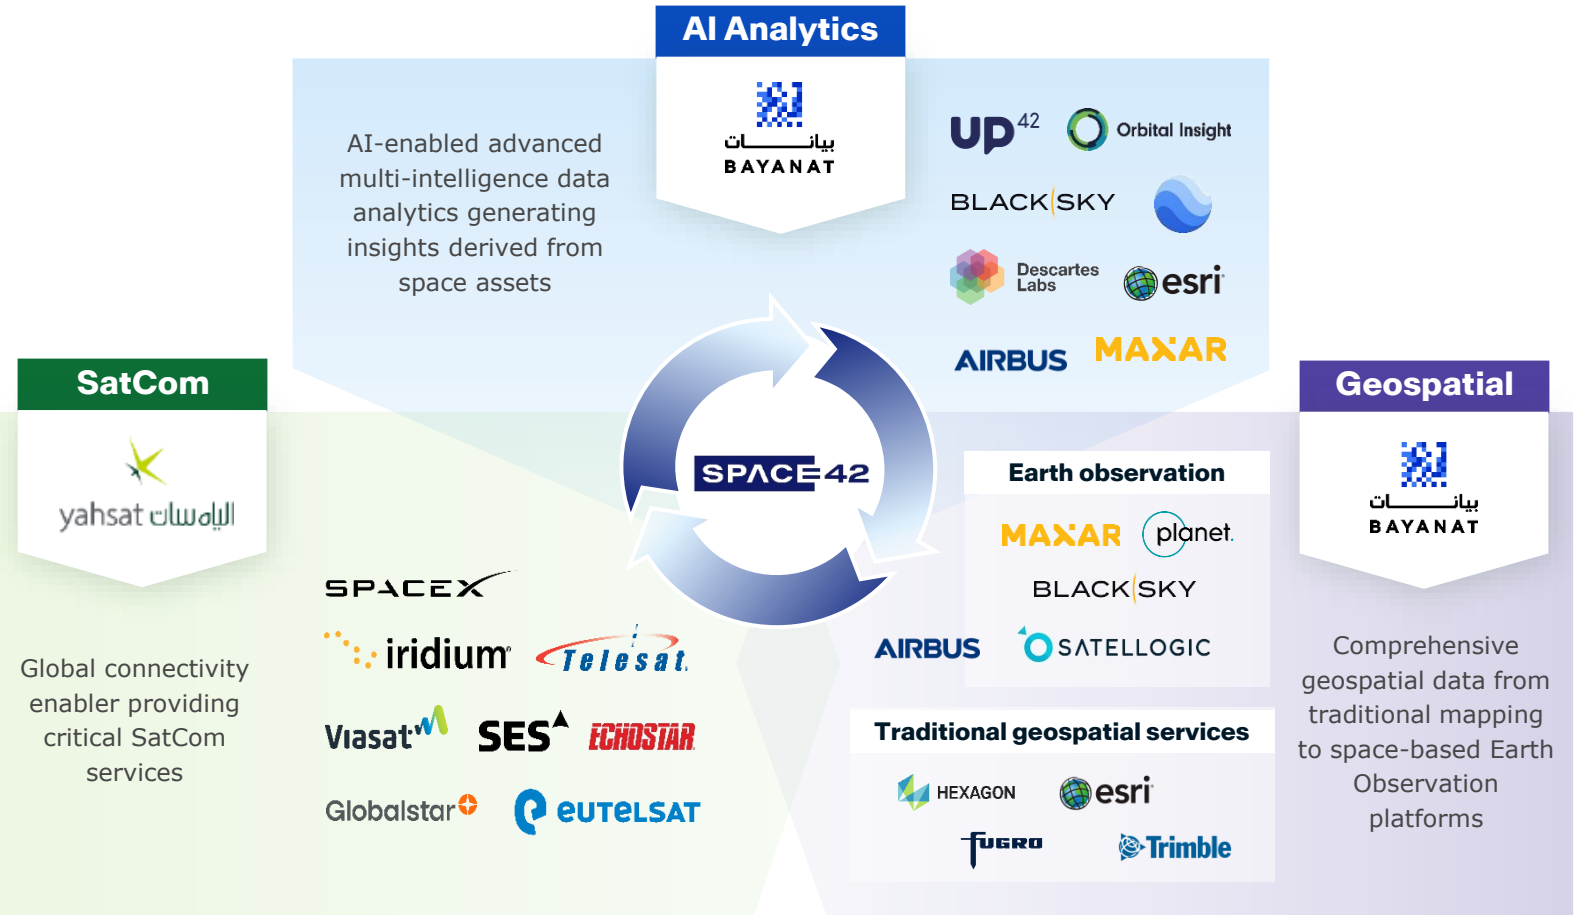 AI Analytics
بيانات
BAYANAT
AI-enabled advanced
multi-intelligence data
analytics generating
insights derived from
space assets
UP42
Orbital Insight
BLACKSKY
Descartes
Labs
esri
AIRBUS
MAXAR
SatCom
yahsat الياه سات
Global connectivity
enabler providing
critical SatCom
services
SPACEX
iridium
Telesat.
Viasat
SES
ECHOSTAR
Globalstar
eutelsat
SPACE42
Geospatial
بيانات
BAYANAT
Comprehensive
geospatial data from
traditional mapping
to space-based Earth
Observation
platforms
Earth observation
MAXAR
planet.
BLACKSKY
AIRBUS
SATELLOGIC
Traditional geospatial services
HEXAGON
esri
FUGRO
Trimble